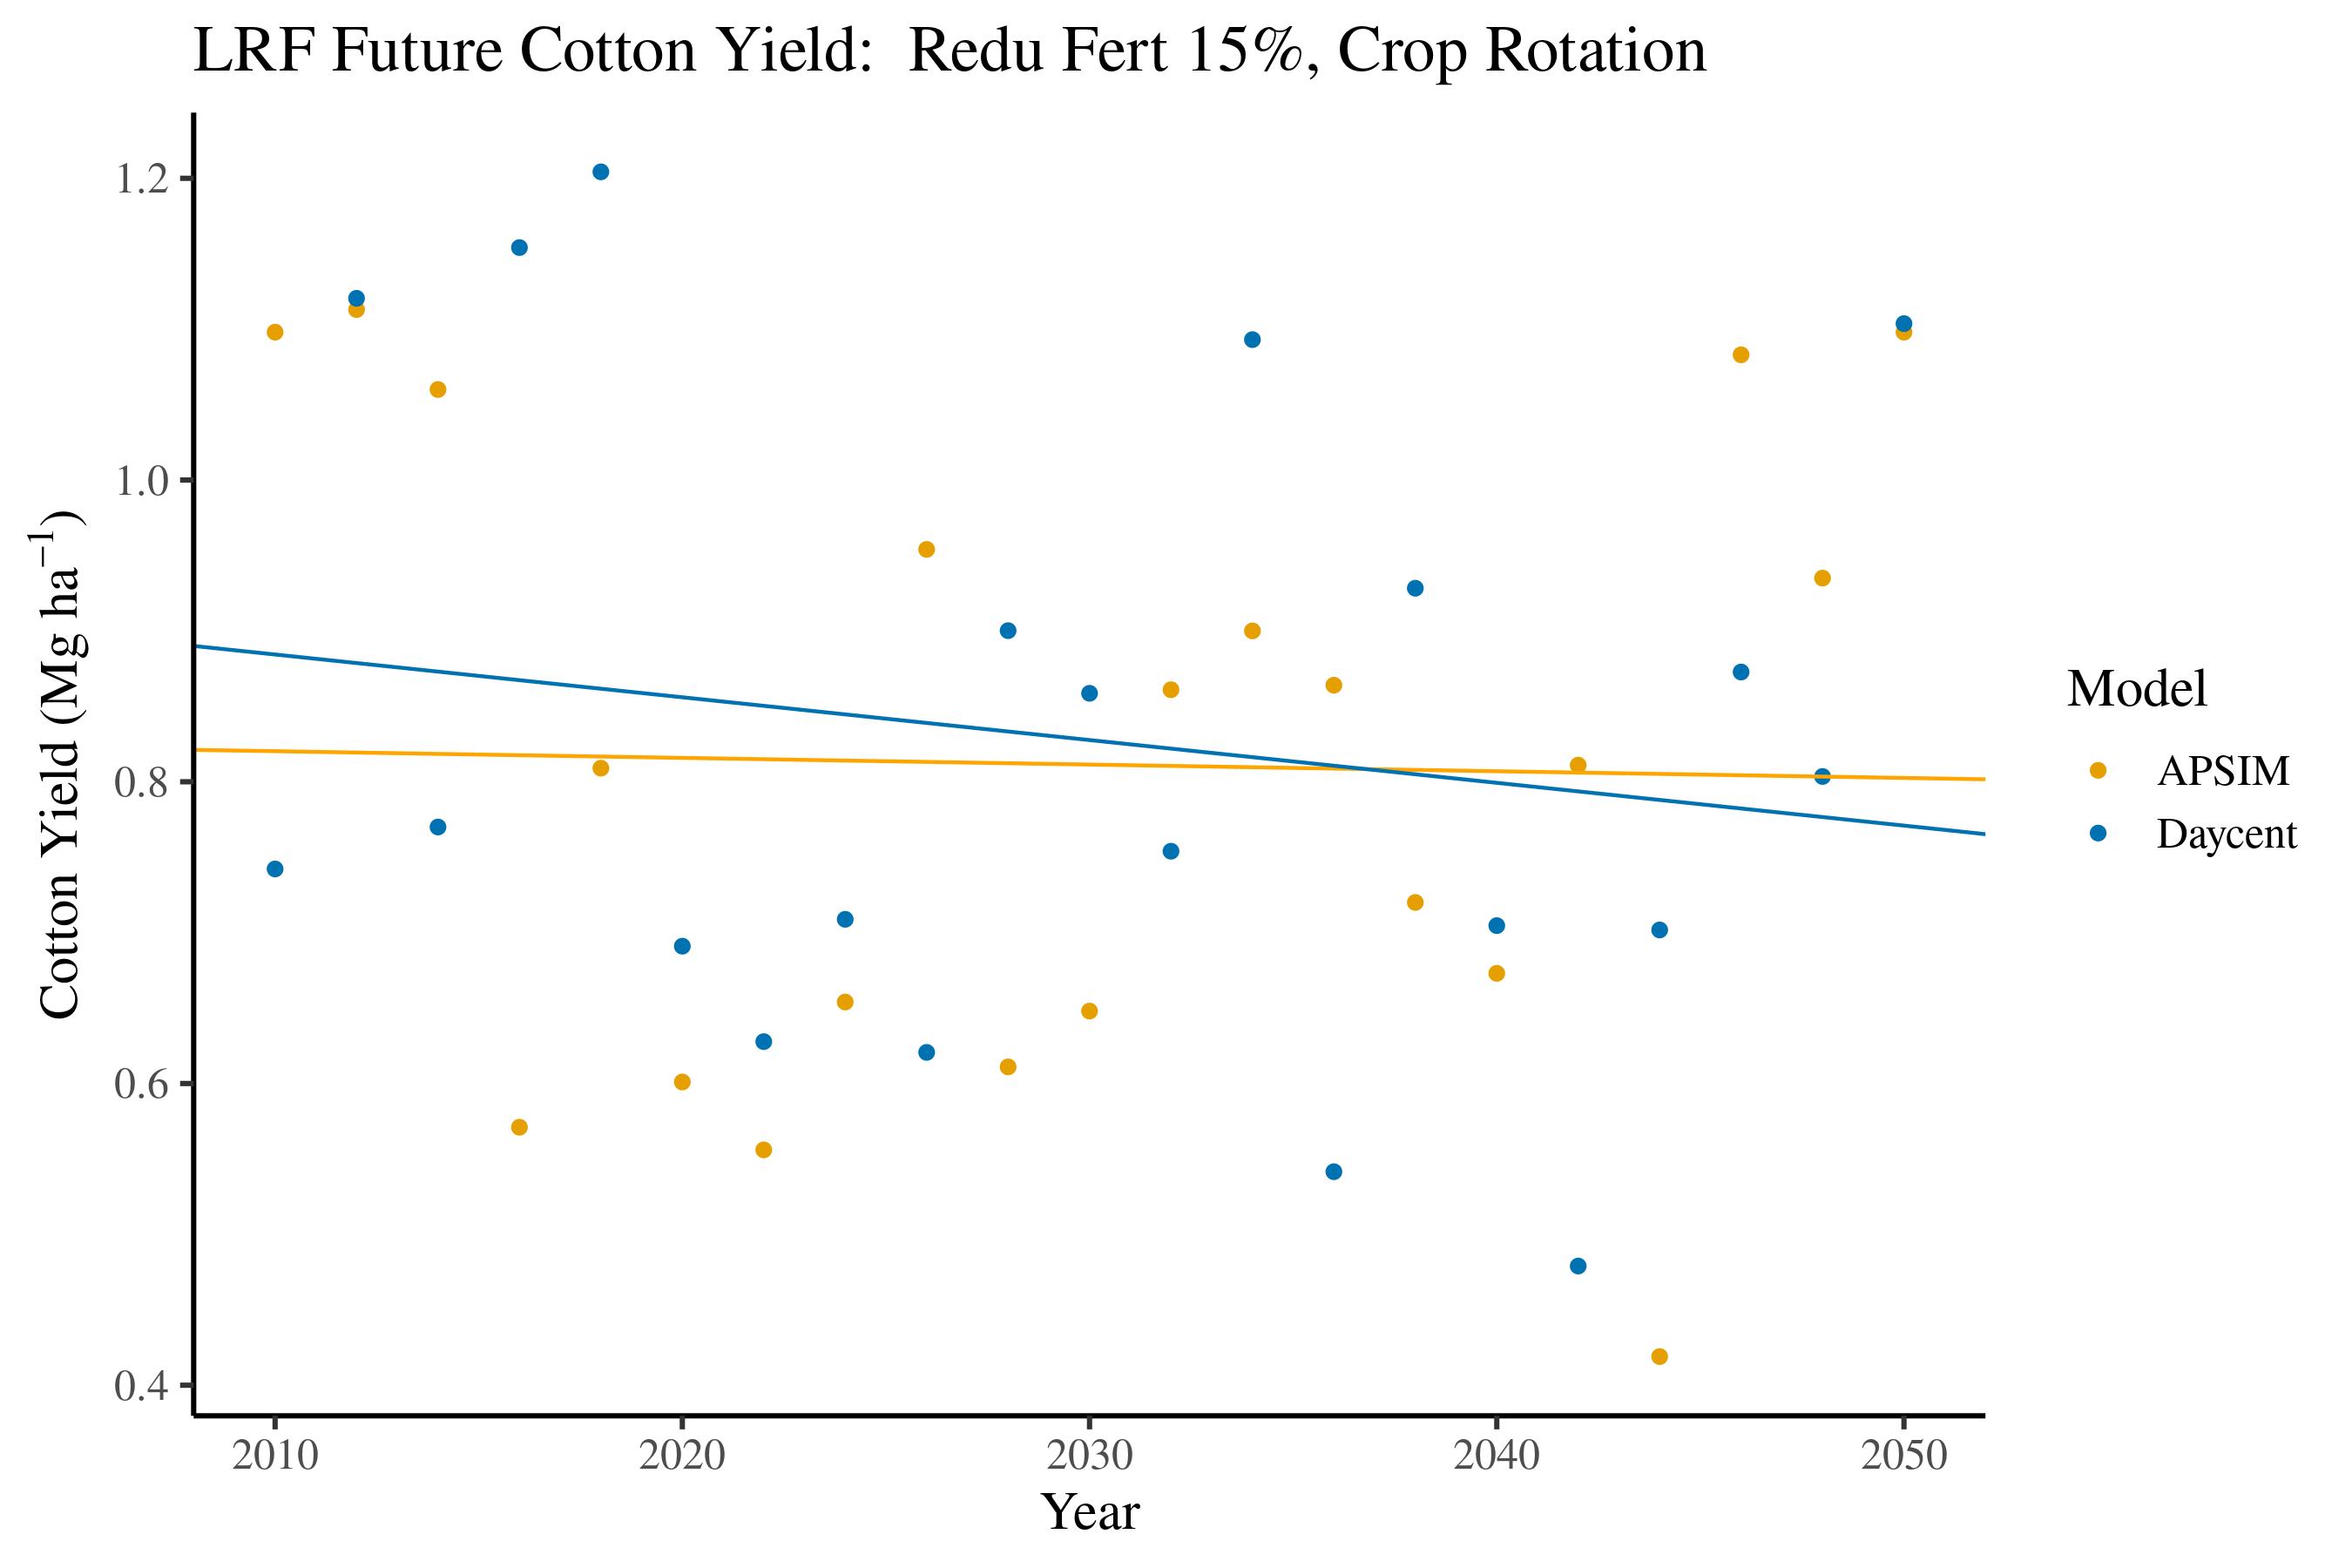 LRF Future Cotton Yield:  Redu Fert 15%, Crop Rotation
1.2
1.0
0.8
0.6
0.4
Cotton Yield (Mg ha⁻¹)
2010 2020 2030 2040 2050
Year
Model
APSIM
Daycent